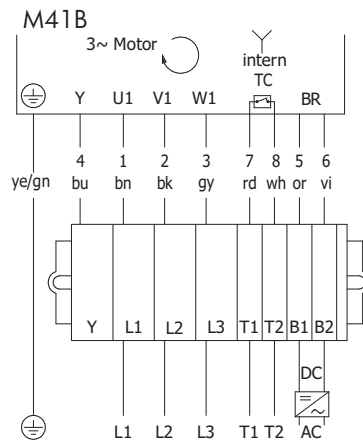 M41B
3~ Motor
intern
TC
Y U1 V1 W1 BR
4 1 2 3 7 8 5 6
ye/gn bu bn bk gy rd wh or vi
Y L1 L2 L3 T1 T2 B1 B2
DC
= ~
L1 L2 L3 T1 T2 AC